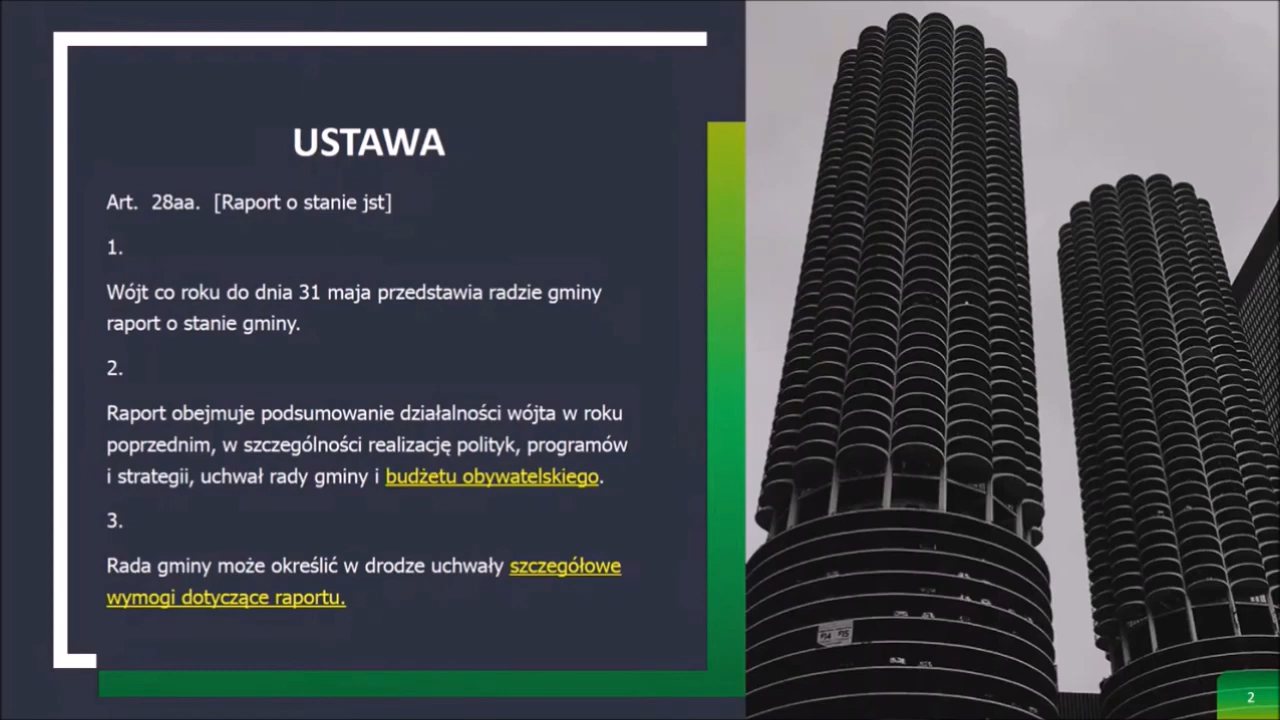 USTAWA
Art. 28aa. [Raport o stanie jst]
1.
Wójt co roku do dnia 31 maja przedstawia radzie gminy
raport o stanie gminy.
2.
Raport obejmuje podsumowanie działalności wójta w roku
poprzednim, w szczególności realizację polityk, programów
i strategii, uchwał rady gminy i budżetu obywatelskiego.
3.
Rada gminy może określić w drodze uchwały szczegółowe
wymogi dotyczące raportu.
2